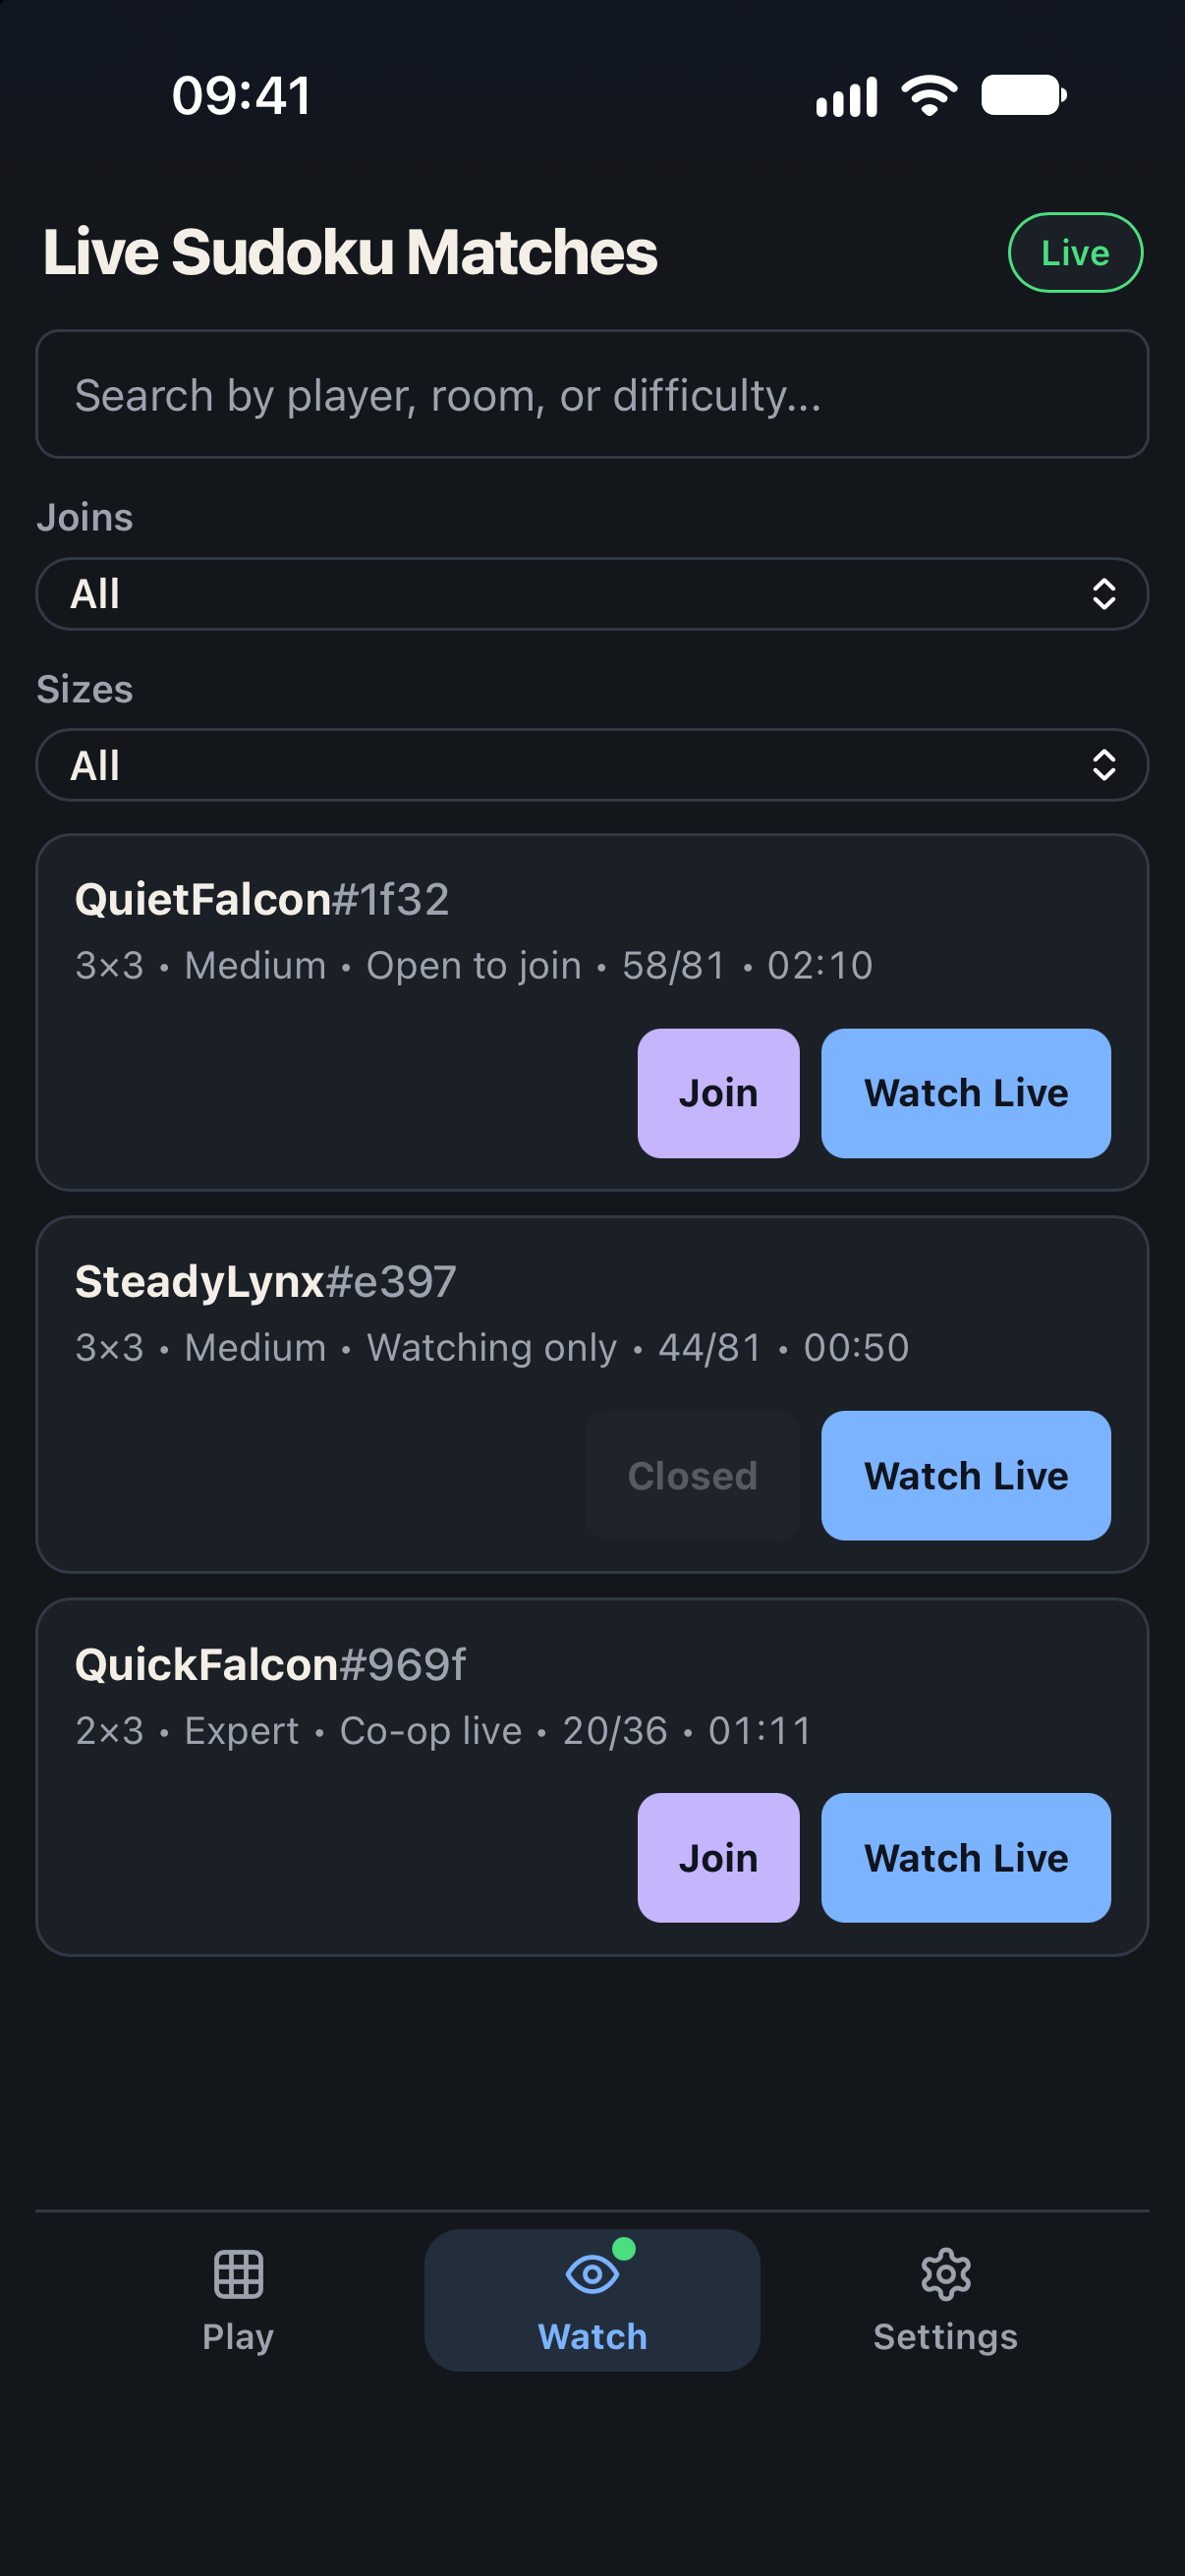 09:41
Live Sudoku Matches
Live
Search by player, room, or difficulty...
Joins
All
Sizes
All
QuietFalcon#1f32
3×3 • Medium • Open to join • 58/81 • 02:10
Join
Watch Live
SteadyLynx#e397
3×3 • Medium • Watching only • 44/81 • 00:50
Closed
Watch Live
QuickFalcon#969f
2×3 • Expert • Co-op live • 20/36 • 01:11
Join
Watch Live
Play
Watch
Settings